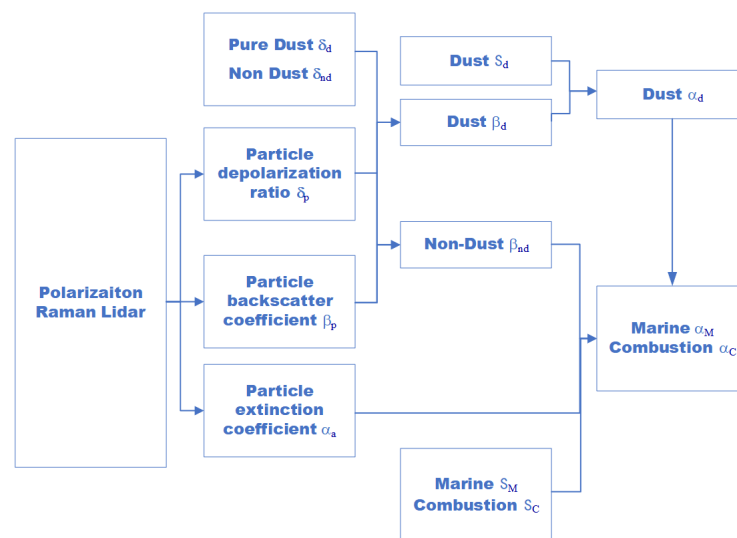 Pure Dust δd
Non Dust δnd
Dust Sd
Dust αd
Dust βd
Particle
depolarization
ratio δp
Non-Dust βnd
Polarizaiton
Raman Lidar
Particle
backscatter
coefficient βp
Marine αM
Combustion αC
Particle
extinction
coefficient αa
Marine SM
Combustion SC